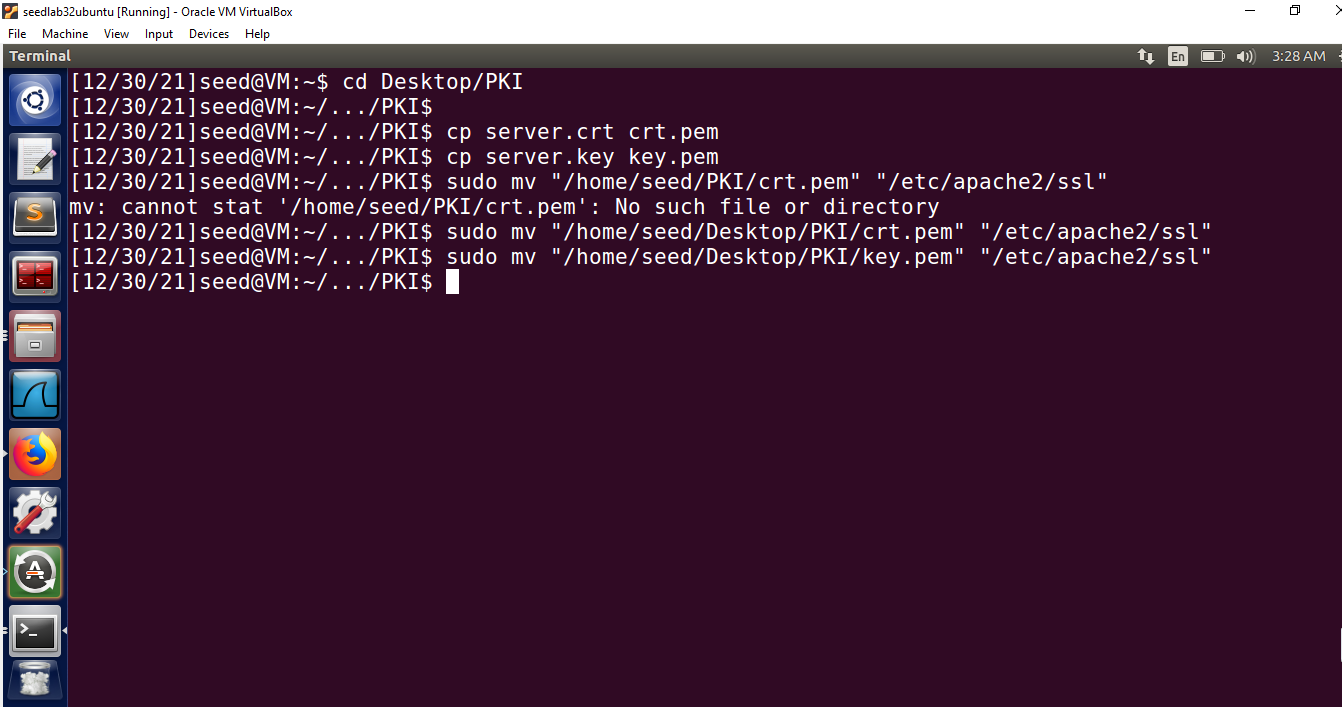 seedlab32ubuntu [Running] - Oracle VM VirtualBox
File Machine View Input Devices Help
Terminal En 3:28 AM
[12/30/21]seed@VM:~$ cd Desktop/PKI
[12/30/21]seed@VM:~/.../PKI$
[12/30/21]seed@VM:~/.../PKI$ cp server.crt crt.pem
[12/30/21]seed@VM:~/.../PKI$ cp server.key key.pem
[12/30/21]seed@VM:~/.../PKI$ sudo mv "/home/seed/PKI/crt.pem" "/etc/apache2/ssl"
mv: cannot stat '/home/seed/PKI/crt.pem': No such file or directory
[12/30/21]seed@VM:~/.../PKI$ sudo mv "/home/seed/Desktop/PKI/crt.pem" "/etc/apache2/ssl"
[12/30/21]seed@VM:~/.../PKI$ sudo mv "/home/seed/Desktop/PKI/key.pem" "/etc/apache2/ssl"
[12/30/21]seed@VM:~/.../PKI$